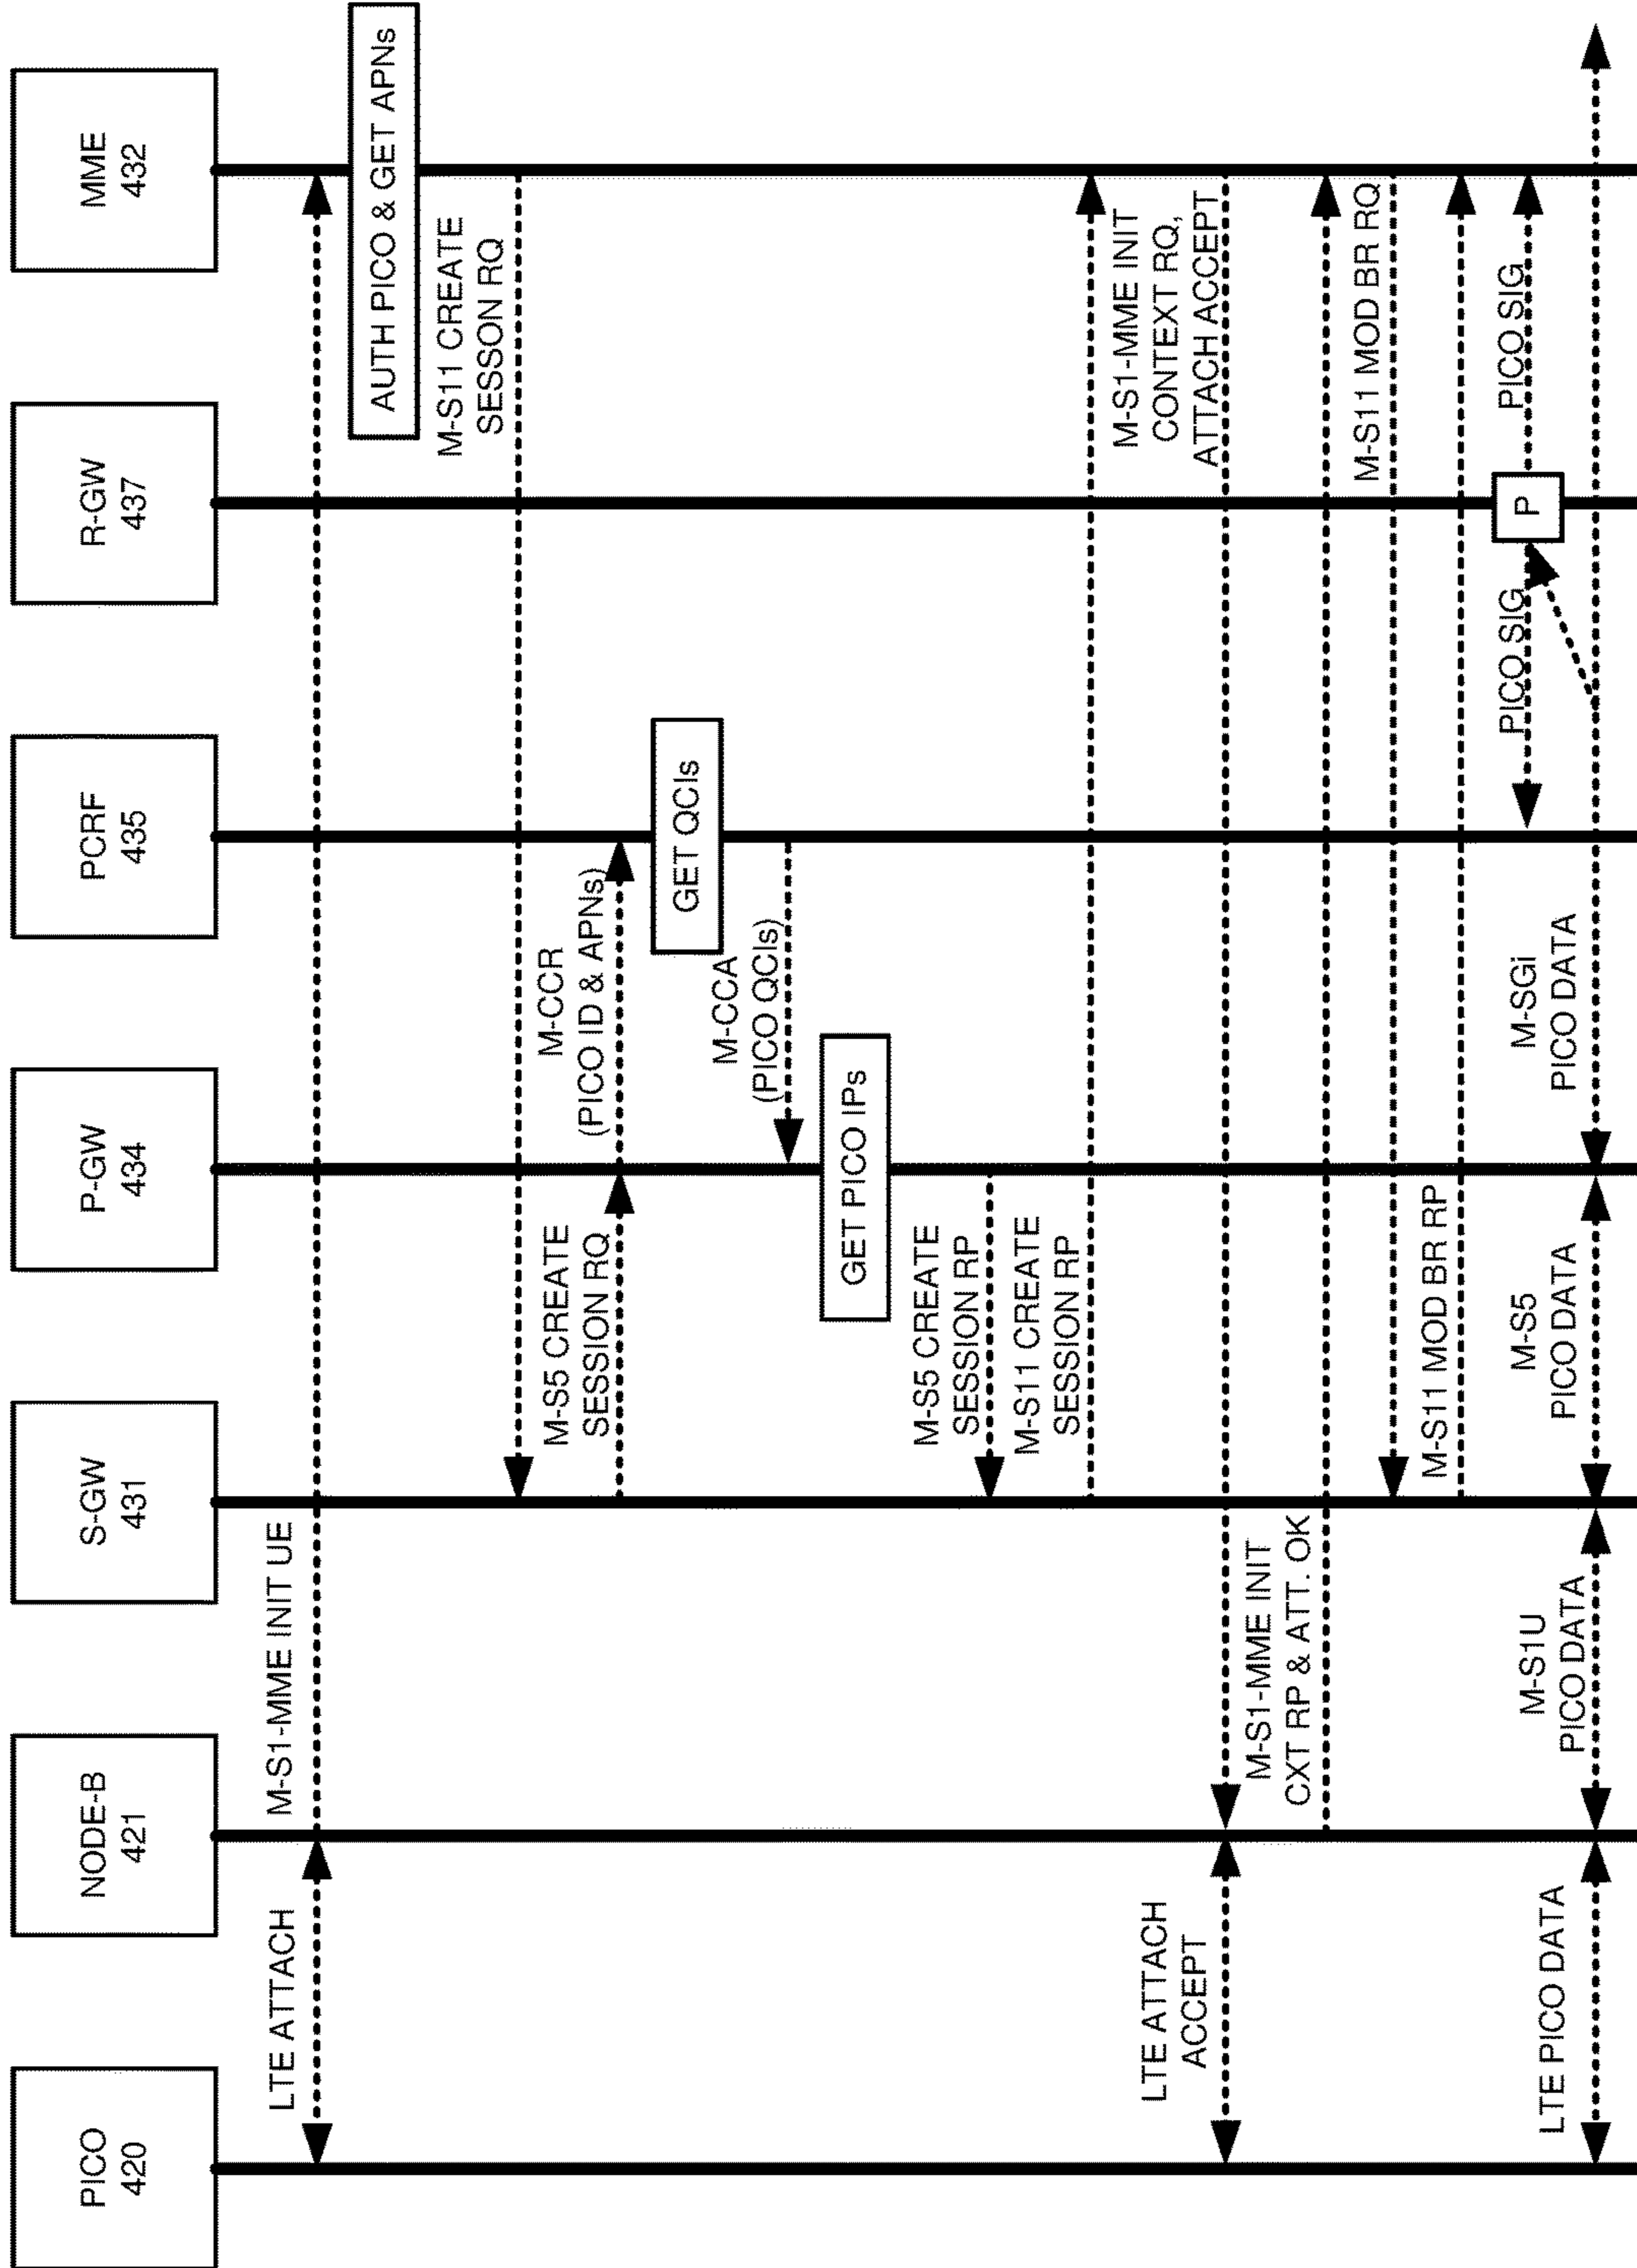 PICO
420
NODE-B
421
S-GW
431
P-GW
434
PCRF
435
R-GW
437
MME
432
LTE ATTACH
M-S1-MME INIT UE
AUTH PICO & GET APNs
M-S11 CREATE
SESSON RQ
M-S5 CREATE
SESSION RQ
M-CCR
(PICO ID & APNs)
GET QCIs
M-CCA
(PICO QCIs)
GET PICO IPs
M-S5 CREATE
SESSION RP
M-S11 CREATE
SESSION RP
M-S1-MME INIT
CONTEXT RQ,
ATTACH ACCEPT
LTE ATTACH
ACCEPT
M-S1-MME INIT
CXT RP & ATT. OK
M-S11 MOD BR RQ
M-S11 MOD BR RP
PICO SIG
P
PICO SIG
LTE PICO DATA
M-S1U
PICO DATA
M-S5
PICO DATA
M-SGi
PICO DATA